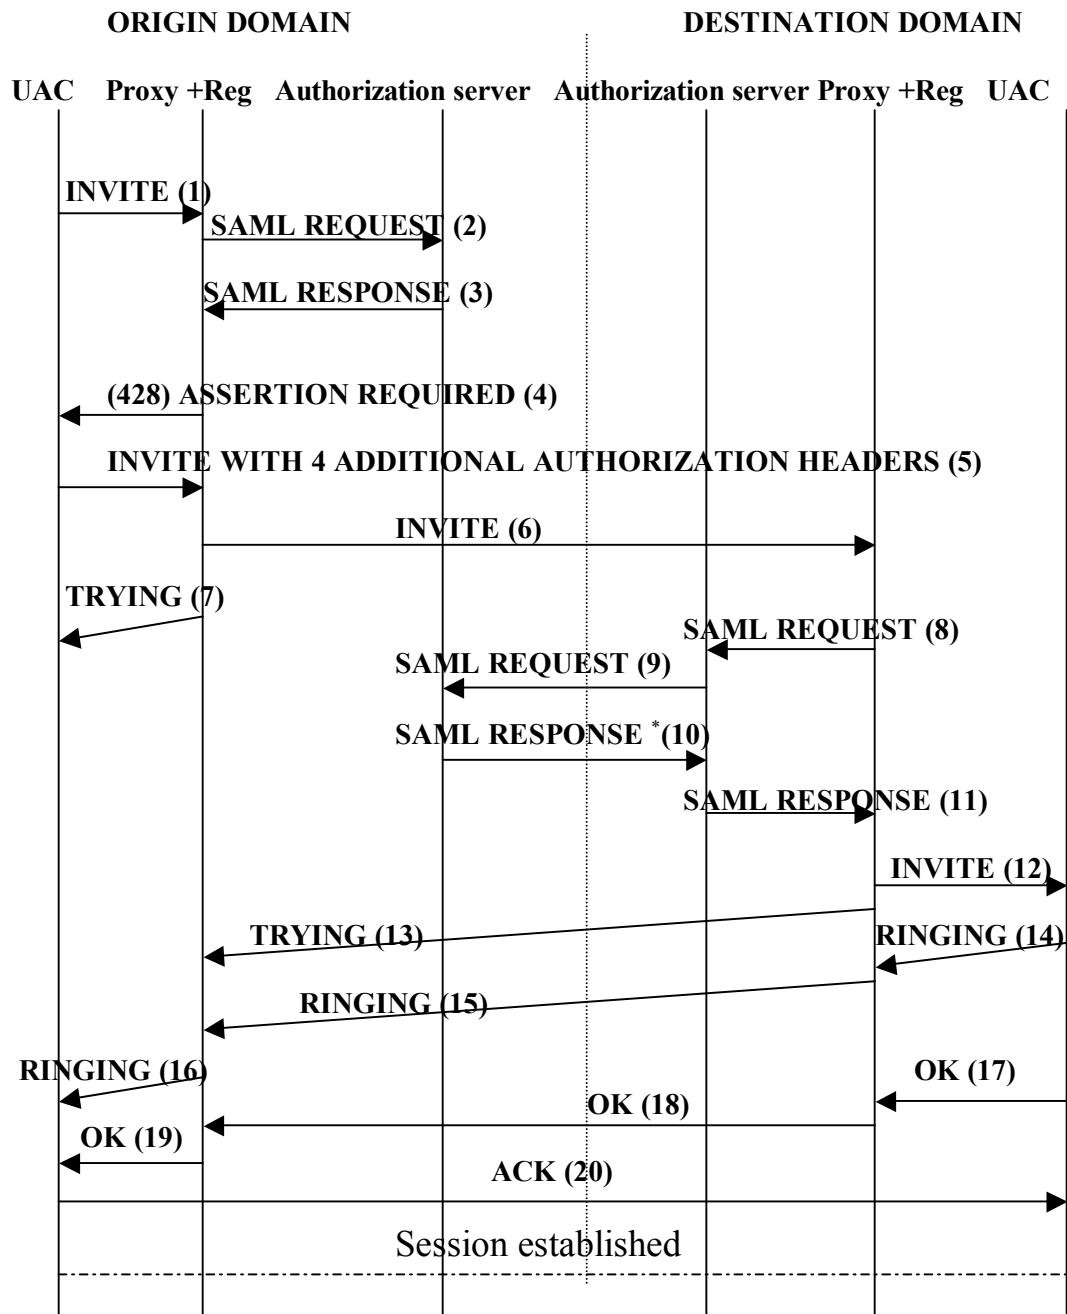 ORIGIN DOMAIN DESTINATION DOMAIN
UAC Proxy +Reg Authorization server Authorization server Proxy +Reg UAC
INVITE (1)
SAML REQUEST (2)
SAML RESPONSE (3)
(428) ASSERTION REQUIRED (4)
INVITE WITH 4 ADDITIONAL AUTHORIZATION HEADERS (5)
INVITE (6)
TRYING (7)
SAML REQUEST (8)
SAML REQUEST (9)
SAML RESPONSE *(10)
SAML RESPONSE (11)
INVITE (12)
TRYING (13)
RINGING (14)
RINGING (15)
RINGING (16)
OK (17)
OK (18)
OK (19)
ACK (20)
Session established